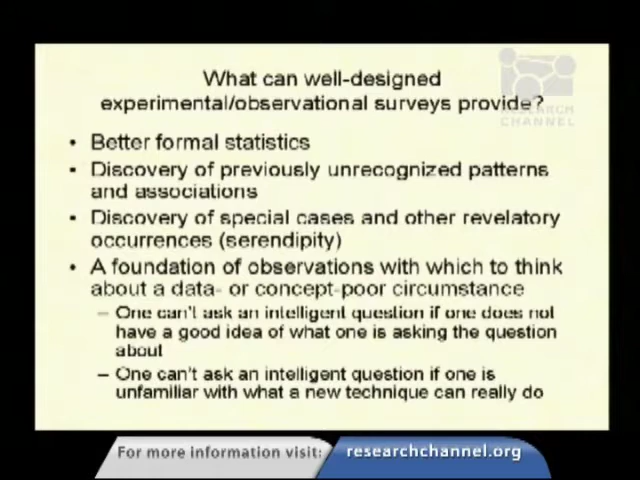 What can well-designed
experimental/observational surveys provide?
RESEARCH
CHANNEL
• Better formal statistics
• Discovery of previously unrecognized patterns
and associations
• Discovery of special cases and other revelatory
occurrences (serendipity)
• A foundation of observations with which to think
about a data- or concept-poor circumstance
– One can't ask an intelligent question if one does not
have a good idea of what one is asking the question
about
– One can't ask an intelligent question if one is
unfamiliar with what a new technique can really do
For more information visit: researchchannel.org